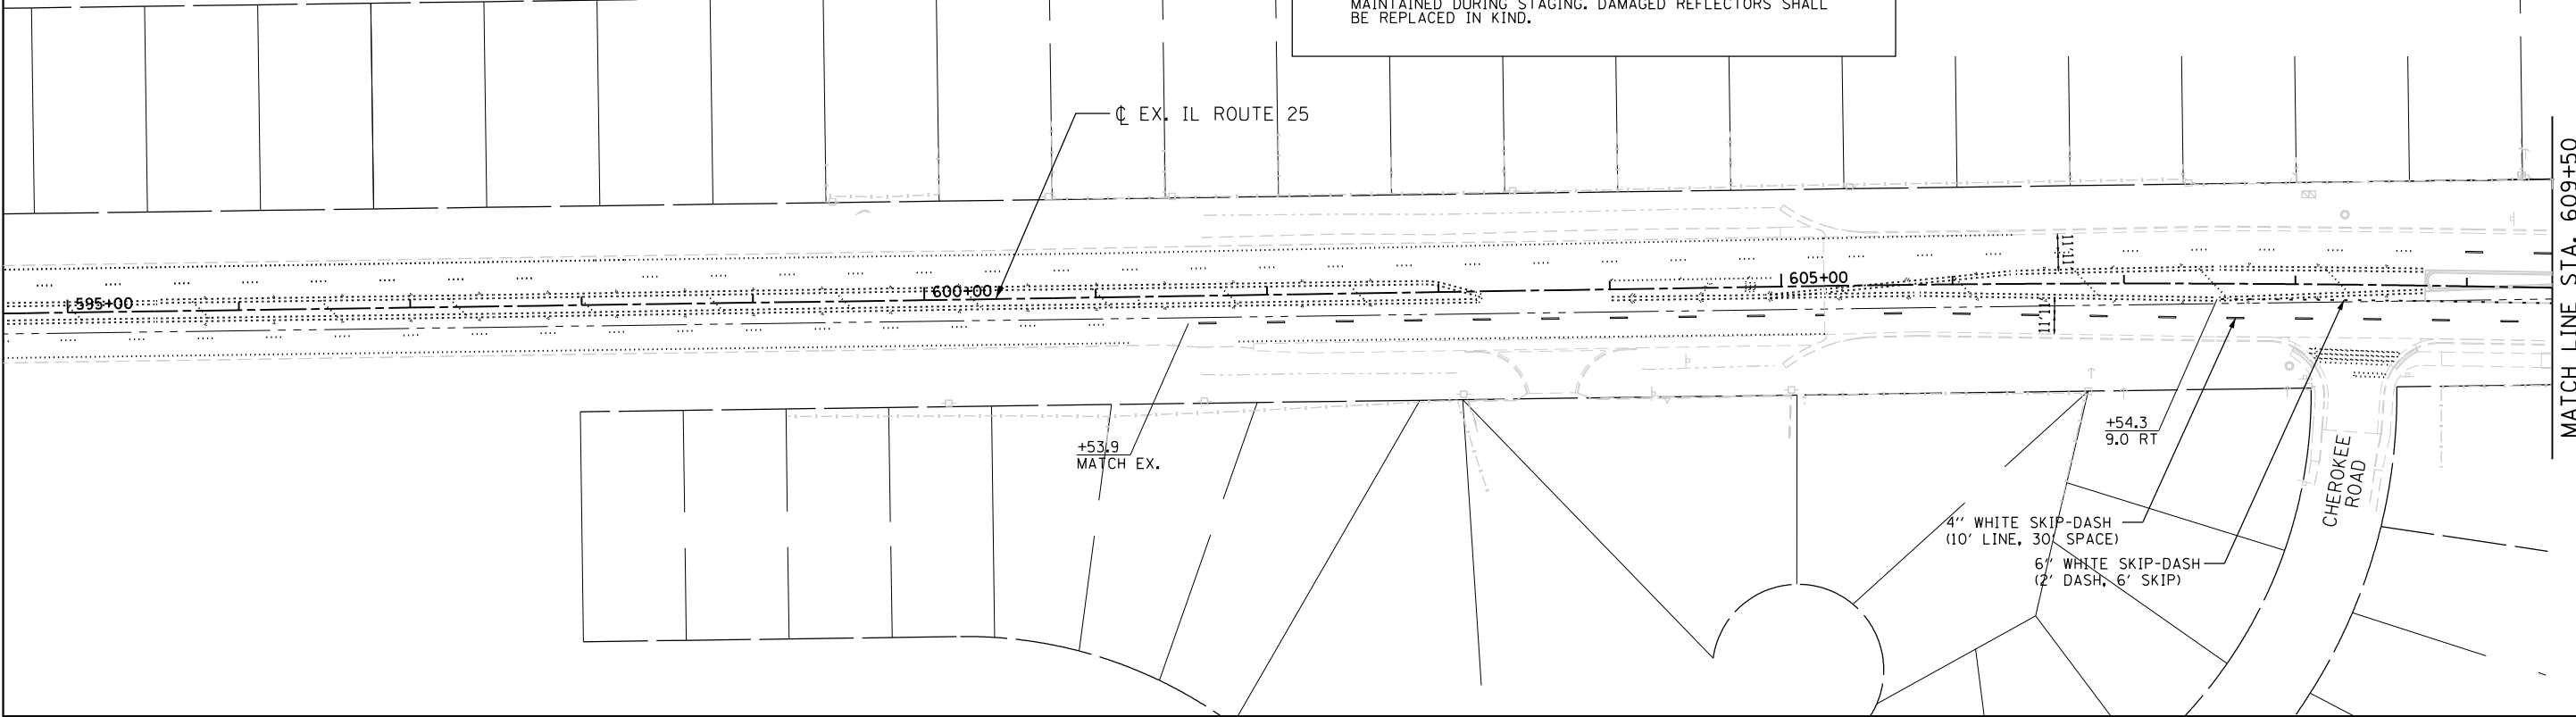 MAINTAINED DURING STAGING. DAMAGED REFLECTORS SHALL
BE REPLACED IN KIND.
℄ EX. IL ROUTE 25
MATCH LINE STA. 609+50
595+00
600+00
605+00
11'
11'
11'
11'
+53.9
MATCH EX.
+54.3
9.0 RT
4'' WHITE SKIP-DASH
(10' LINE, 30' SPACE)
6'' WHITE SKIP-DASH
(2' DASH, 6' SKIP)
CHEROKEE
ROAD